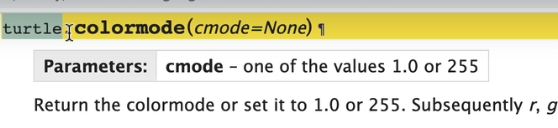 turtle.colormode(cmode=None) ¶
Parameters: cmode – one of the values 1.0 or 255
Return the colormode or set it to 1.0 or 255. Subsequently r, g